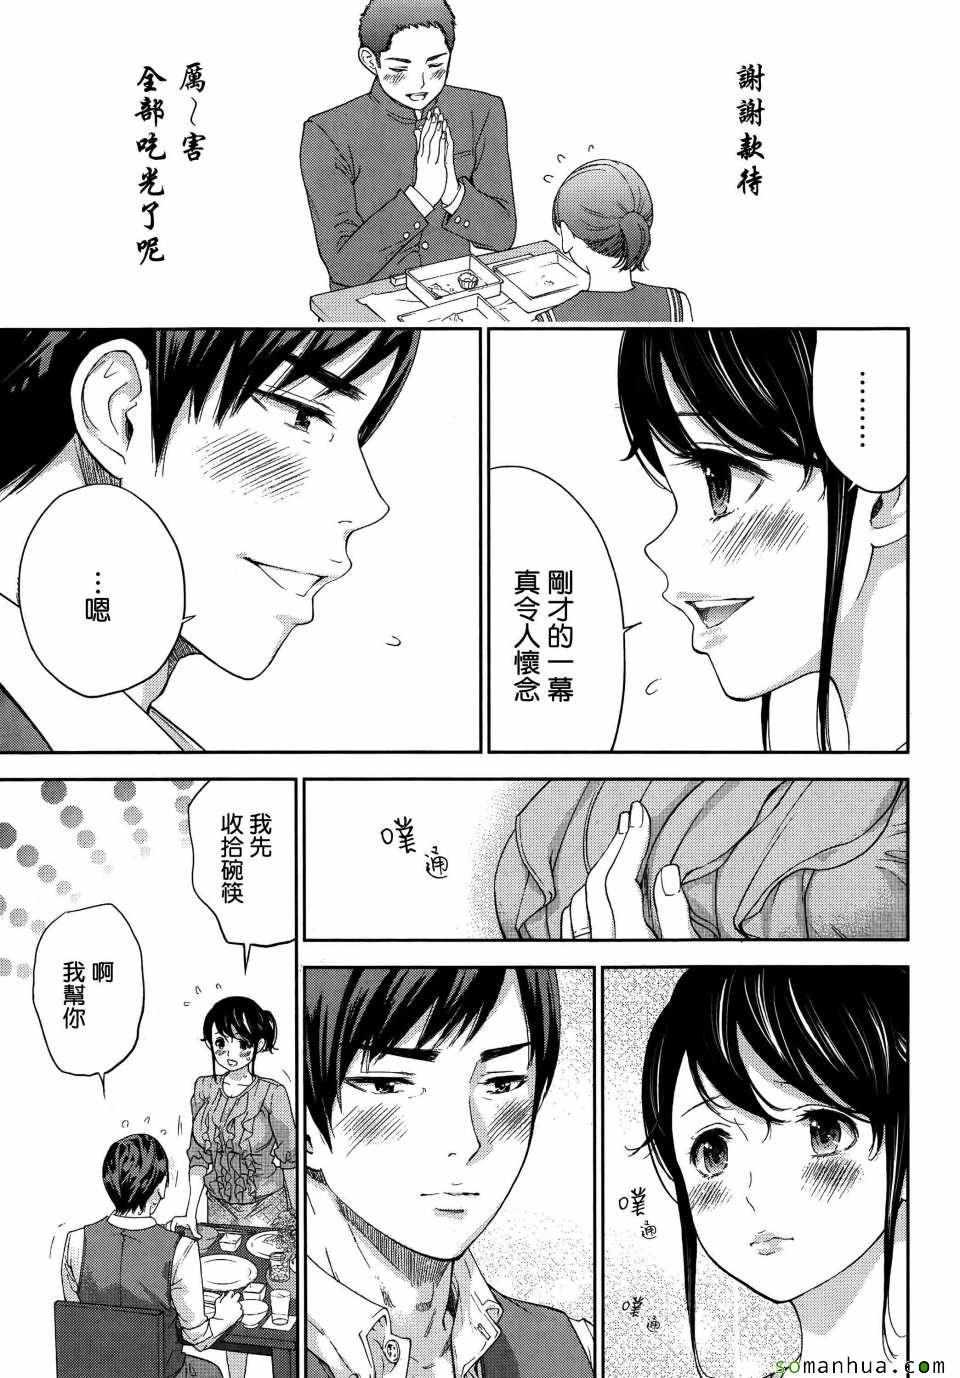 謝謝款待
厲~害
全部吃光了呢
………
剛才的一幕
真令人懷念
…嗯
噗通
噗通
噗通
我先
收拾碗筷
啊
我幫你
somanhua.com